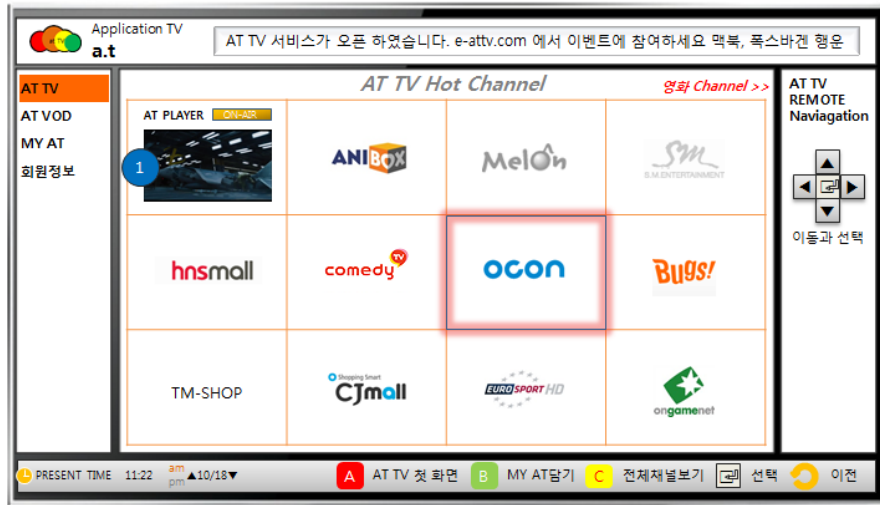 Application TV
a.t
AT TV 서비스가 오픈 하였습니다. e-attv.com 에서 이벤트에 참여하세요 맥북, 폭스바겐 행운
AT TV
AT VOD
MY AT
회원정보
AT TV Hot Channel
영화 Channel >>
AT PLAYER ON-AIR
1
ANIBOX
Melôn
SM
S.M.ENTERTAINMENT
hnsmall
comedy TV
ocon
Bugs!
TM-SHOP
Shopping Smart
CJmall
EUROSPORT HD
ongamenet
AT TV
REMOTE
Naviagation
이동과 선택
PRESENT TIME 11:22 am pm ▲10/18▼
A AT TV 첫 화면 B MY AT담기 C 전체채널보기 선택 이전